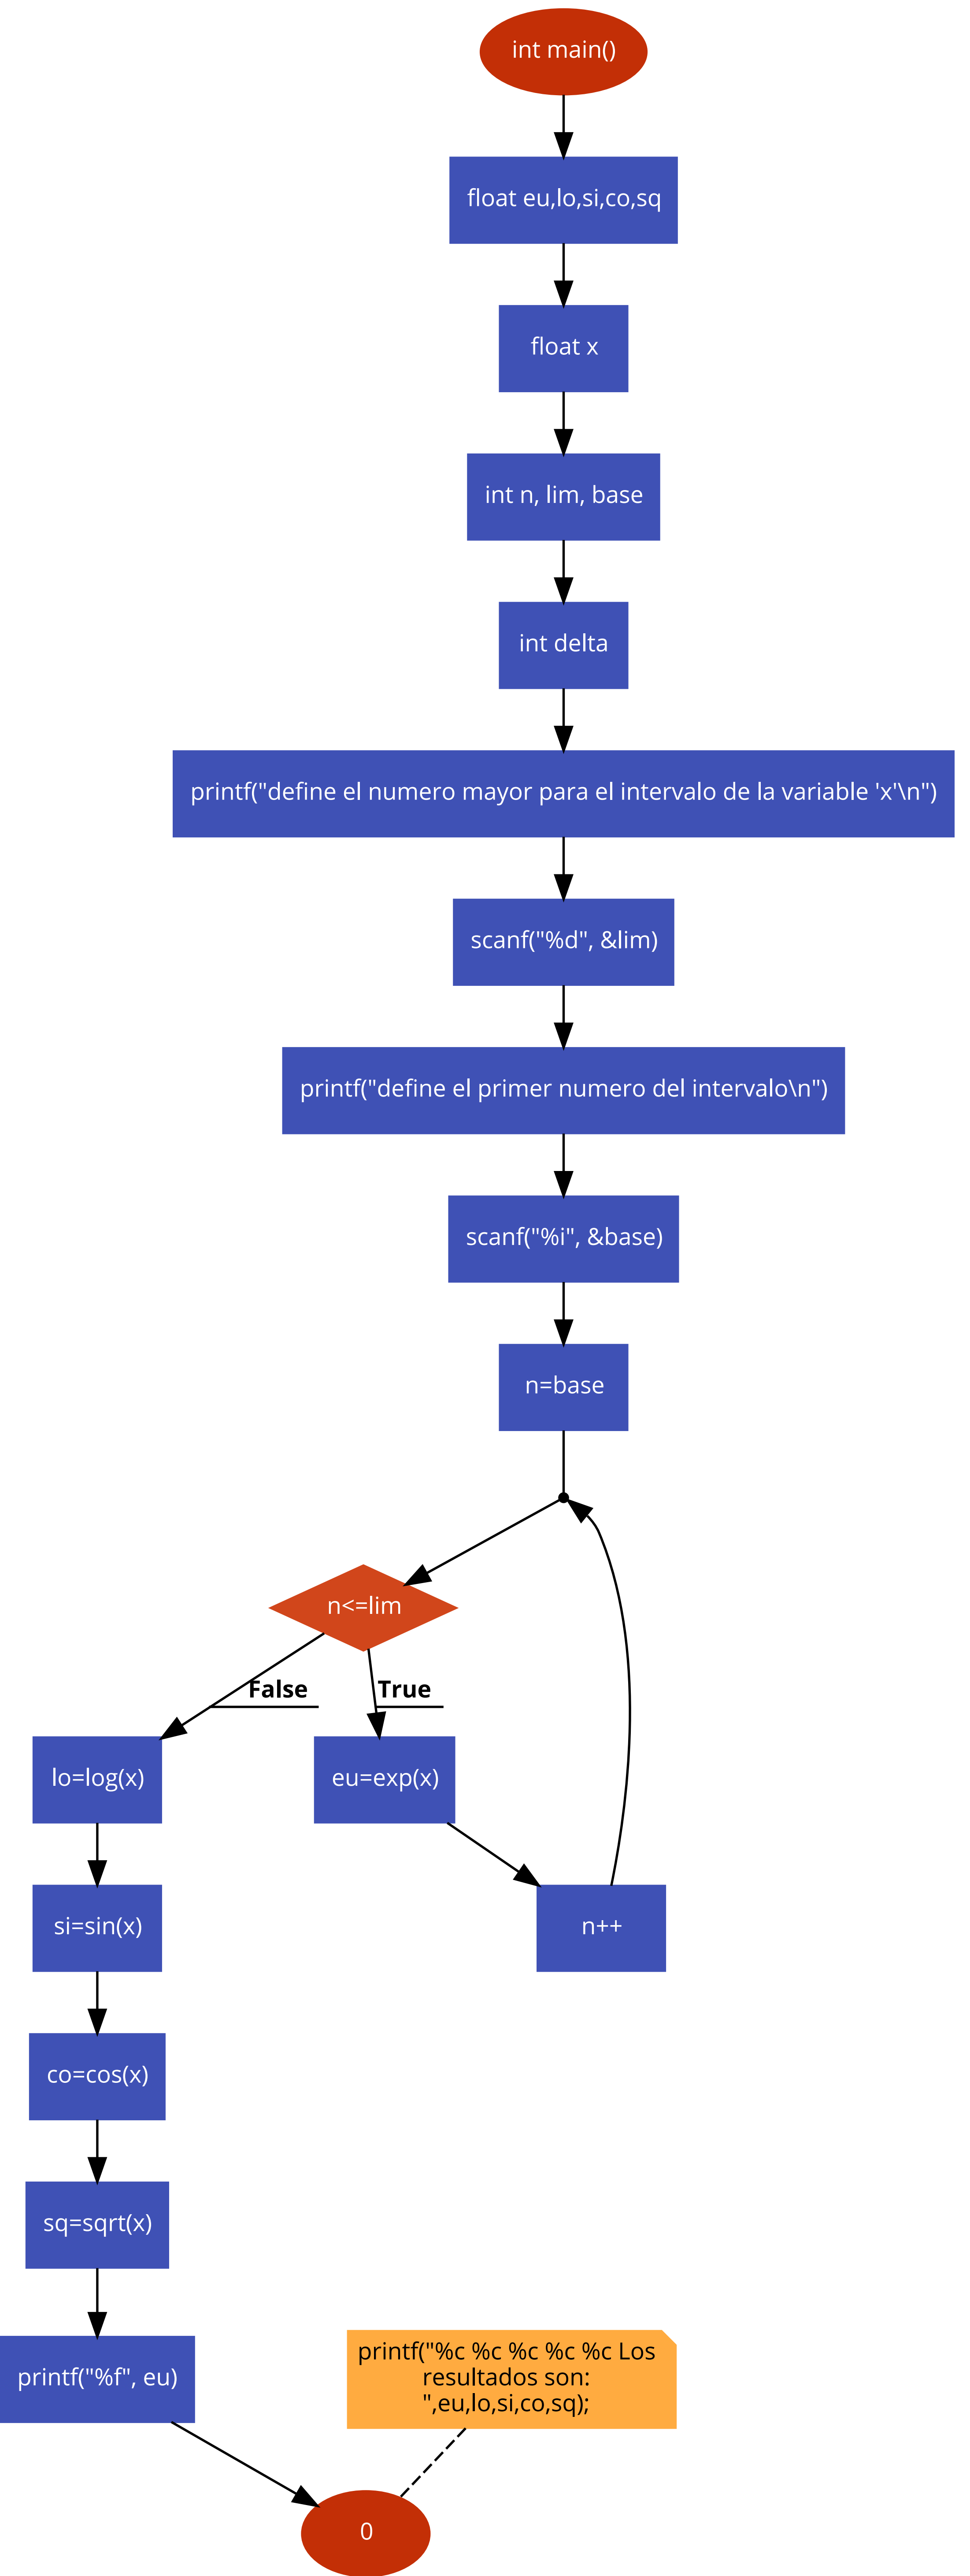 int main()
float eu,lo,si,co,sq
float x
int n, lim, base
int delta
printf("define el numero mayor para el intervalo de la variable 'x'\n")
scanf("%d", &lim)
printf("define el primer numero del intervalo\n")
scanf("%i", &base)
n=base
n<=lim
False
True
lo=log(x)
eu=exp(x)
si=sin(x)
n++
co=cos(x)
sq=sqrt(x)
printf("%f", eu)
printf("%c %c %c %c %c Los
resultados son:
",eu,lo,si,co,sq);
0